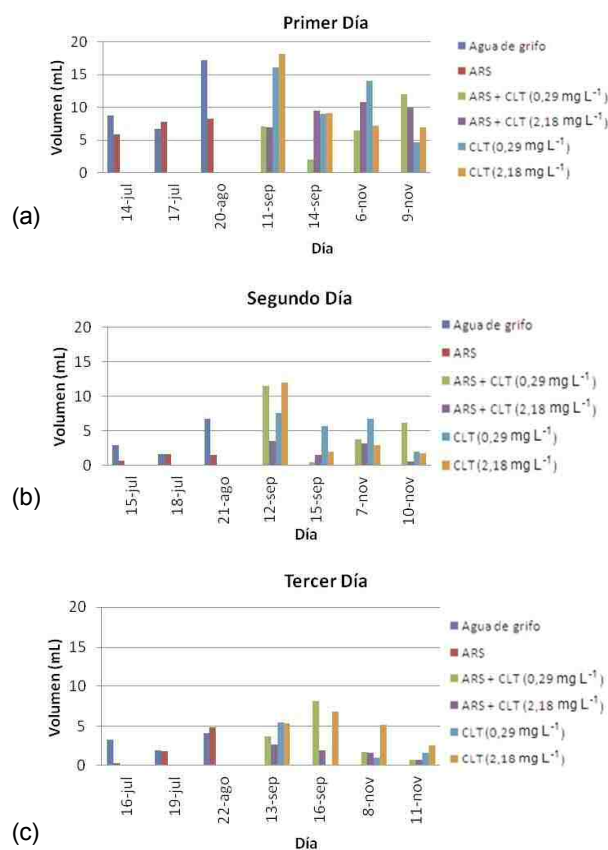 (a)
Primer Día
Volumen (mL)
20
15
10
5
0
14-jul
17-jul
20-ago
11-sep
14-sep
6-nov
9-nov
Día
Agua de grifo
ARS
ARS + CLT (0,29 mg L⁻¹)
ARS + CLT (2,18 mg L⁻¹)
CLT (0,29 mg L⁻¹)
CLT (2,18 mg L⁻¹)
(b)
Segundo Día
Volumen (mL)
20
15
10
5
0
15-jul
18-jul
21-ago
12-sep
15-sep
7-nov
10-nov
Día
Agua de grifo
ARS
ARS + CLT (0,29 mg L⁻¹)
ARS + CLT (2,18 mg L⁻¹)
CLT (0,29 mg L⁻¹)
CLT (2,18 mg L⁻¹)
(c)
Tercer Día
Volumen (mL)
20
15
10
5
0
16-jul
19-jul
22-ago
13-sep
16-sep
8-nov
11-nov
Día
Agua de grifo
ARS
ARS + CLT (0,29 mg L⁻¹)
ARS + CLT (2,18 mg L⁻¹)
CLT (0,29 mg L⁻¹)
CLT (2,18 mg L⁻¹)